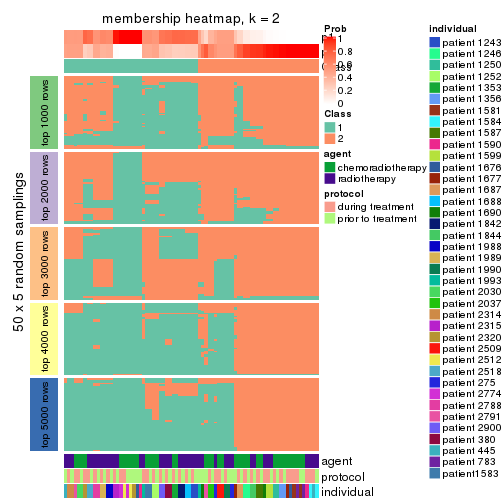 membership heatmap, k = 2
50 x 5 random samplings
top 1000 rows
top 2000 rows
top 3000 rows
top 4000 rows
top 5000 rows
agent
protocol
individual
Prob
1
0.8
0.6
0.4
0.2
0
Class
1
2
agent
chemoradiotherapy
radiotherapy
protocol
during treatment
prior to treatment
individual
patient 1243
patient 1246
patient 1250
patient 1252
patient 1353
patient 1356
patient 1581
patient 1584
patient 1587
patient 1590
patient 1599
patient 1676
patient 1677
patient 1687
patient 1688
patient 1690
patient 1842
patient 1844
patient 1988
patient 1989
patient 1990
patient 1993
patient 2030
patient 2037
patient 2314
patient 2315
patient 2320
patient 2509
patient 2512
patient 2518
patient 275
patient 2774
patient 2788
patient 2791
patient 2900
patient 380
patient 445
patient 783
patient1583